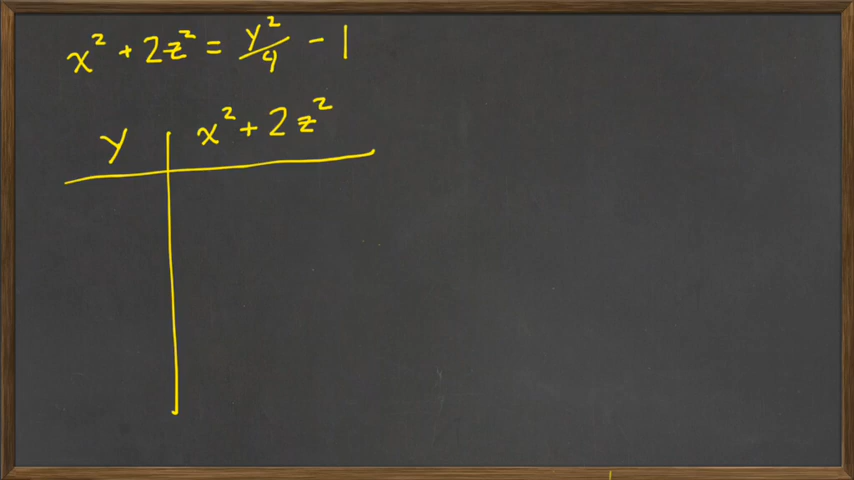 x² + 2z² = y²/4 - 1
y | x² + 2z²